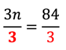 3n/3 = 84/3